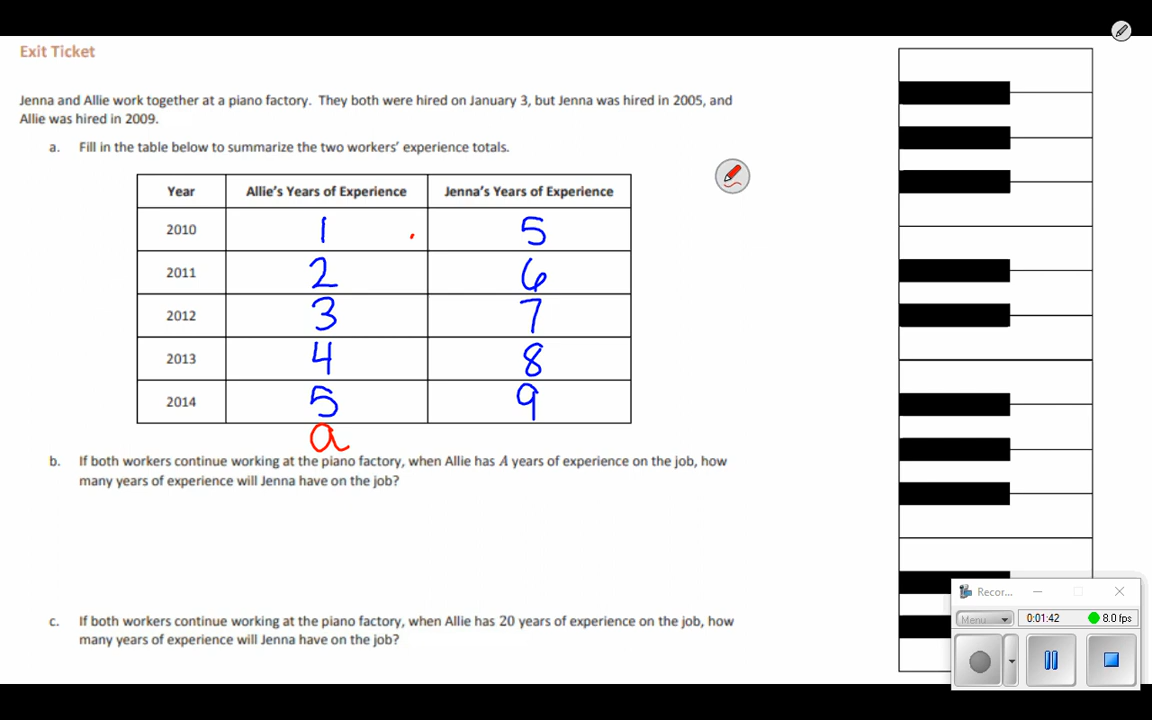 Exit Ticket
Jenna and Allie work together at a piano factory. They both were hired on January 3, but Jenna was hired in 2005, and
Allie was hired in 2009.
a. Fill in the table below to summarize the two workers' experience totals.
Year Allie's Years of Experience Jenna's Years of Experience
2010 1 5
2011 2 6
2012 3 7
2013 4 8
2014 5 9
a
b. If both workers continue working at the piano factory, when Allie has A years of experience on the job, how
many years of experience will Jenna have on the job?
c. If both workers continue working at the piano factory, when Allie has 20 years of experience on the job, how
many years of experience will Jenna have on the job?
Recor...
Menu 0:01:42 8.0 fps